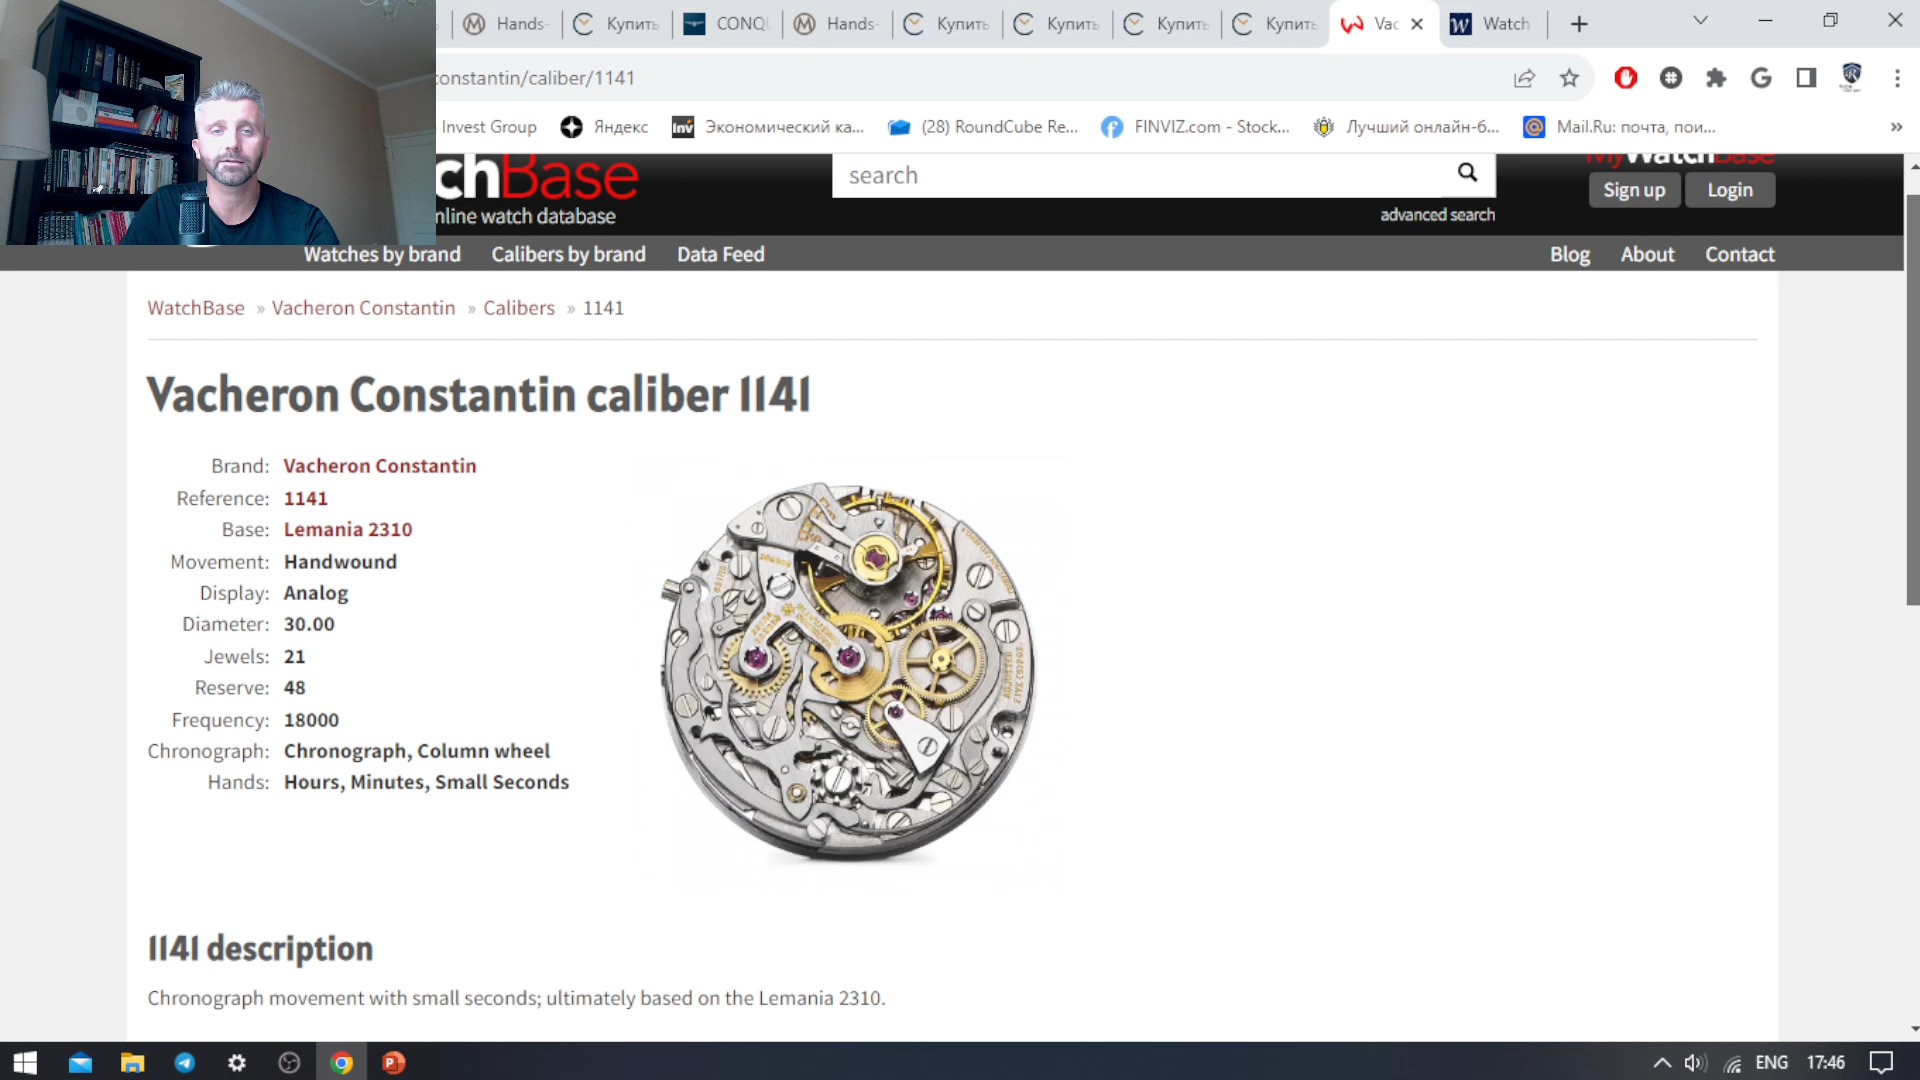 Hands-
Купить
CONQU
Hands-
Купить
Купить
Купить
Купить
Vac
Watch
onstantin/caliber/1141
Invest Group
Яндекс
Inv
Экономический ка...
(28) RoundCube Re...
FINVIZ.com - Stock...
Лучший онлайн-б...
Mail.Ru: почта, пои...
»
chBase
nline watch database
search
advanced search
MyWatchBase
Sign up
Login
Watches by brand
Calibers by brand
Data Feed
Blog
About
Contact
WatchBase » Vacheron Constantin » Calibers » 1141
Vacheron Constantin caliber 1141
Brand: Vacheron Constantin
Reference: 1141
Base: Lemania 2310
Movement: Handwound
Display: Analog
Diameter: 30.00
Jewels: 21
Reserve: 48
Frequency: 18000
Chronograph: Chronograph, Column wheel
Hands: Hours, Minutes, Small Seconds
1141 description
Chronograph movement with small seconds; ultimately based on the Lemania 2310.
ENG
17:46